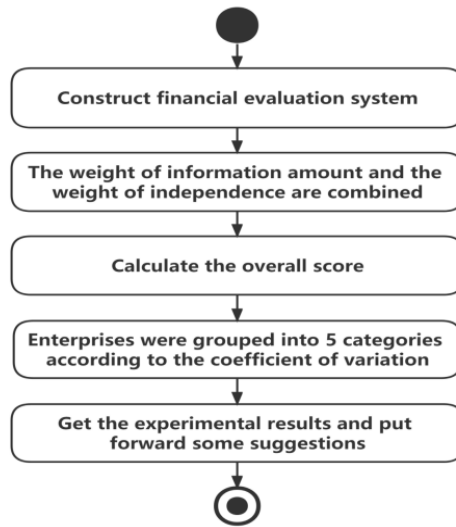 Construct financial evaluation system
The weight of information amount and the
weight of independence are combined
Calculate the overall score
Enterprises were grouped into 5 categories
according to the coefficient of variation
Get the experimental results and put
forward some suggestions